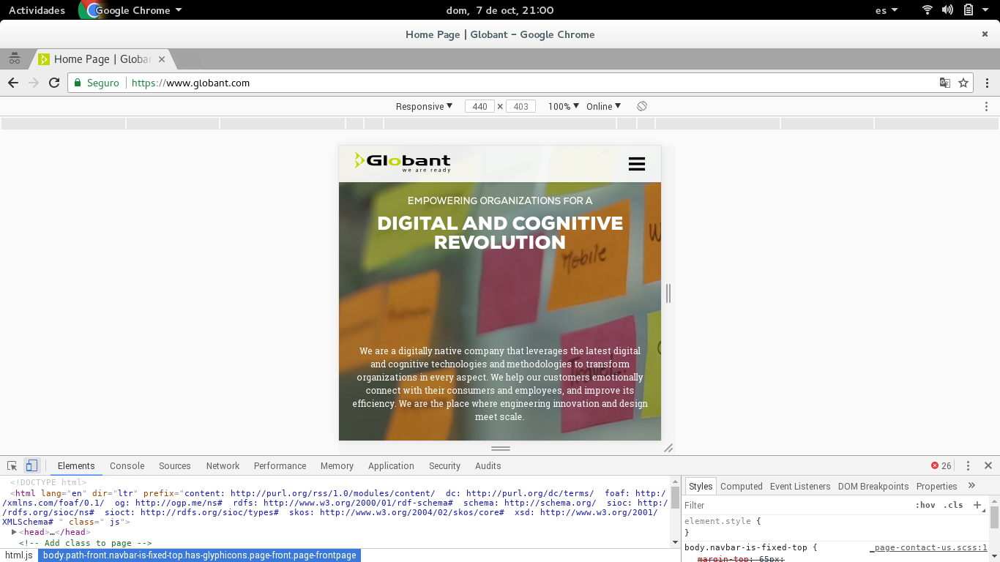 Actividades Google Chrome dom, 7 de oct, 21:00 es
Home Page | Globant – Google Chrome ×
Home Page | Globar ×
Seguro https://www.globant.com
Responsive 440 × 403 100% Online
Globant
we are ready
EMPOWERING ORGANIZATIONS FOR A
DIGITAL AND COGNITIVE
REVOLUTION
Mobile
We are a digitally native company that leverages the latest digital
and cognitive technologies and methodologies to transform
organizations in every aspect. We help our customers emotionally
connect with their consumers and employees, and improve its
efficiency. We are the place where engineering innovation and design
meet scale.
Elements Console Sources Network Performance Memory Application Security Audits 26
<!DOCTYPE html>
<html lang="en" dir="ltr" prefix="content: http://purl.org/rss/1.0/modules/content/  dc: http://purl.org/dc/terms/  foaf: http:/
/xmlns.com/foaf/0.1/  og: http://ogp.me/ns#  rdfs: http://www.w3.org/2000/01/rdf-schema#  schema: http://schema.org/  sioc: http:/
/rdfs.org/sioc/ns#  sioct: http://rdfs.org/sioc/types#  skos: http://www.w3.org/2004/02/skos/core#  xsd: http://www.w3.org/2001/
XMLSchema# " class=" js">
<head>…</head>
<!-- Add class to page -->
html.js body.path-front.navbar-is-fixed-top.has-glyphicons.page-front.page-frontpage
Styles Computed Event Listeners DOM Breakpoints Properties »
Filter :hov .cls +
element.style {
}
body.navbar-is-fixed-top { _page-contact-us.scss:1
margin-top: 65px;